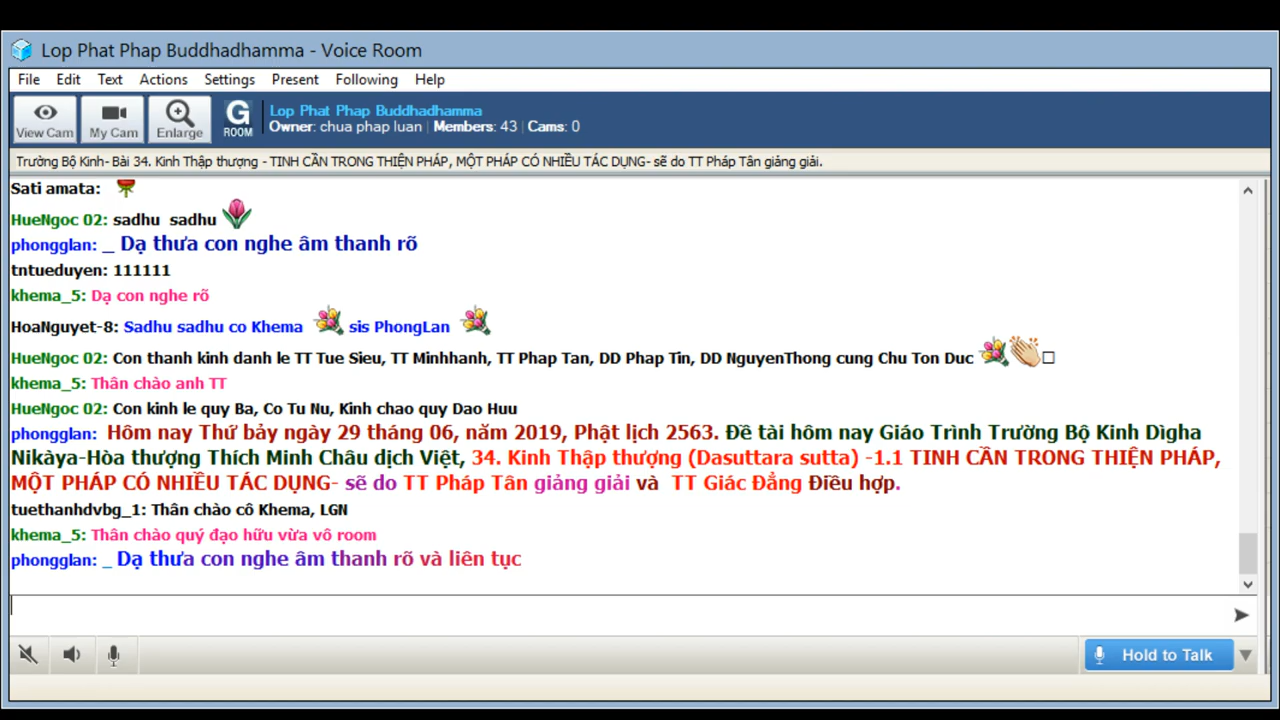 Lop Phat Phap Buddhadhamma - Voice Room
File Edit Text Actions Settings Present Following Help
View Cam My Cam Enlarge G ROOM
Lop Phat Phap Buddhadhamma
Owner: chua phap luan | Members: 43 | Cams: 0
Trường Bộ Kinh- Bài 34. Kinh Thập thượng - TINH CẦN TRONG THIỆN PHÁP, MỘT PHÁP CÓ NHIỀU TÁC DỤNG- sẽ do TT Pháp Tân giảng giải.
Sati amata:
HueNgoc 02: sadhu sadhu
phongglan: _ Dạ thưa con nghe âm thanh rõ
tntueduyen: 111111
khema_5: Dạ con nghe rõ
HoaNguyet-8: Sadhu sadhu co Khema sis PhongLan
HueNgoc 02: Con thanh kinh danh le TT Tue Sieu, TT Minhhanh, TT Phap Tan, DD Phap Tin, DD NguyenThong cung Chu Ton Duc
khema_5: Thân chào anh TT
HueNgoc 02: Con kinh le quy Ba, Co Tu Nu, Kinh chao quy Dao Huu
phongglan: Hôm nay Thứ bảy ngày 29 tháng 06, năm 2019, Phật lịch 2563. Đề tài hôm nay Giáo Trình Trường Bộ Kinh Dìgha
Nikàya-Hòa thượng Thích Minh Châu dịch Việt, 34. Kinh Thập thượng (Dasuttara sutta) -1.1 TINH CẦN TRONG THIỆN PHÁP,
MỘT PHÁP CÓ NHIỀU TÁC DỤNG- sẽ do TT Pháp Tân giảng giải và TT Giác Đẳng Điều hợp.
tuethanhdvbg_1: Thân chào cô Khema, LGN
khema_5: Thân chào quý đạo hữu vừa vô room
phongglan: _ Dạ thưa con nghe âm thanh rõ và liên tục
Hold to Talk